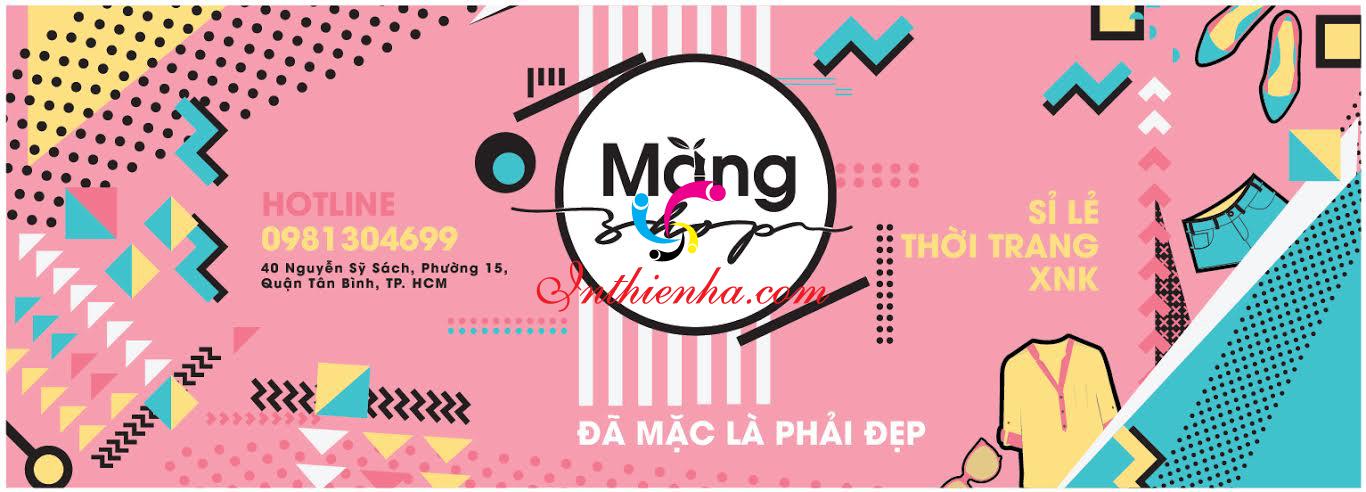 Măng
shop
Inthienha.com
HOTLINE
0981304699
40 Nguyễn Sỹ Sách, Phường 15,
Quận Tân Bình, TP. HCM
SỈ LẺ
THỜI TRANG
XNK
ĐÃ MẶC LÀ PHẢI ĐẸP